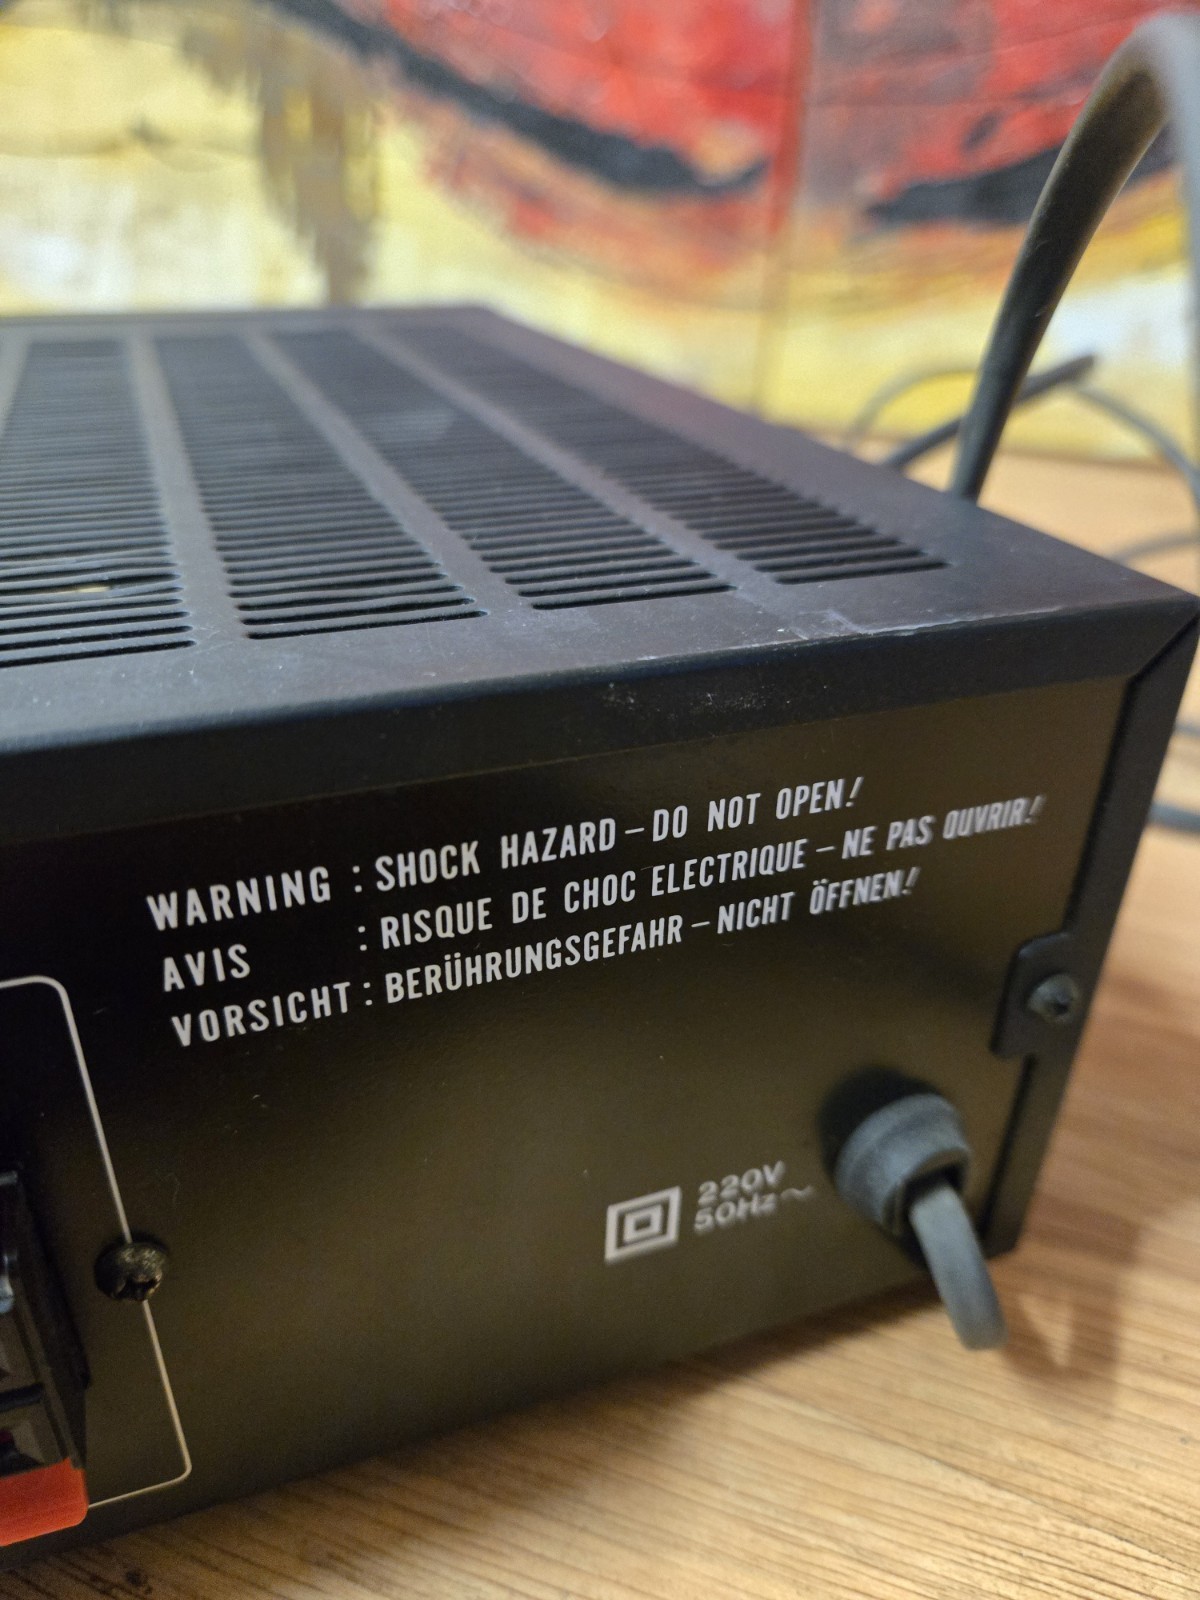 WARNING : SHOCK HAZARD – DO NOT OPEN!
AVIS : RISQUE DE CHOC ELECTRIQUE – NE PAS OUVRIR!
VORSICHT : BERÜHRUNGSGEFAHR – NICHT ÖFFNEN!
220V
50Hz ~